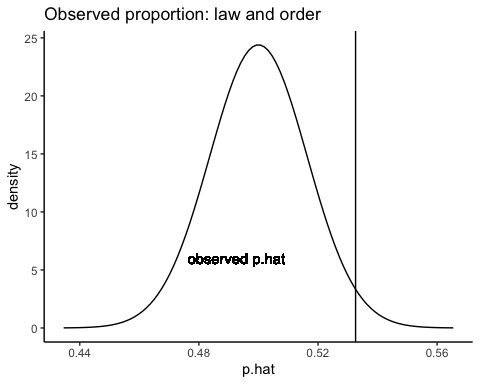 Observed proportion: law and order
25
20
15
10
5
0
density
observed p.hat
0.44 0.48 0.52 0.56
p.hat